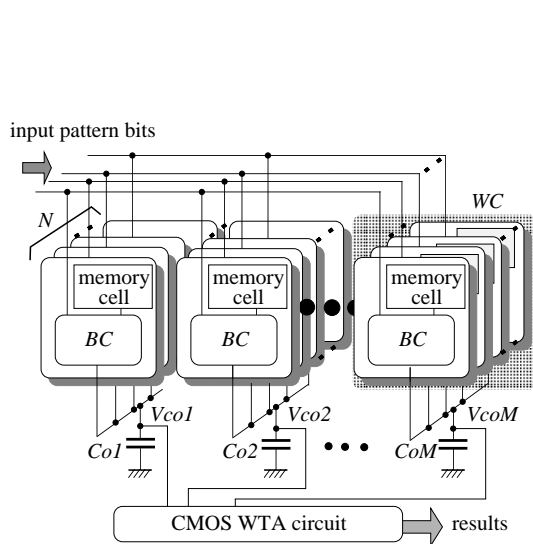 input pattern bits
N
WC
memory cell
memory cell
memory cell
BC
BC
BC
Vco1
Vco2
VcoM
Co1
Co2
CoM
CMOS WTA circuit
results